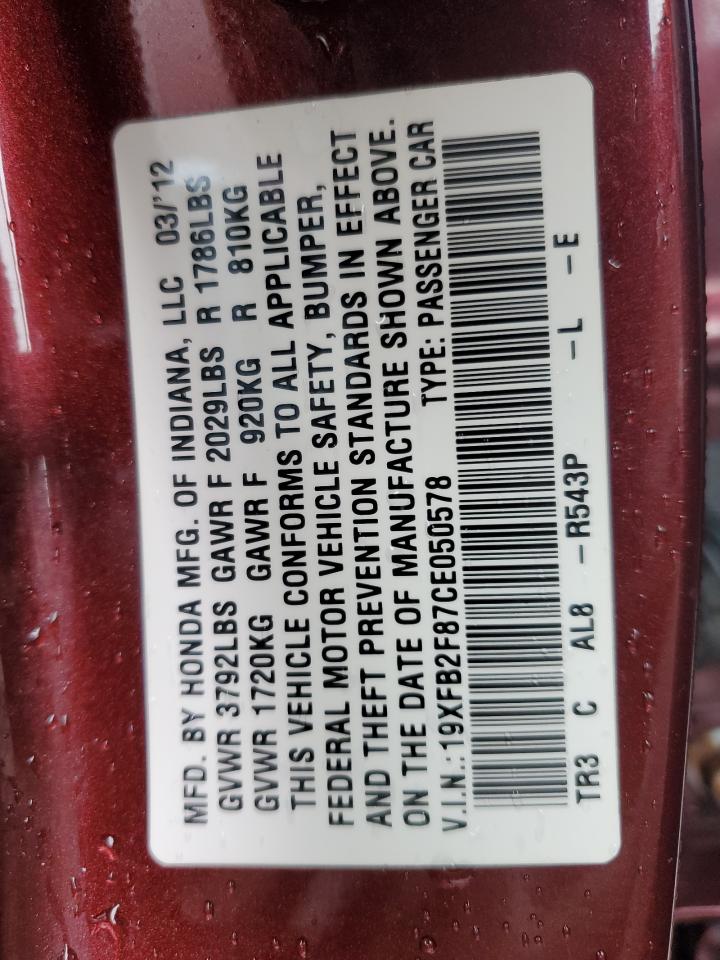 MFD. BY HONDA MFG. OF INDIANA, LLC 03/'12
GVWR 3792LBS GAWR F 2029LBS R 1786LBS
GVWR 1720KG GAWR F 920KG R 810KG
THIS VEHICLE CONFORMS TO ALL APPLICABLE
FEDERAL MOTOR VEHICLE SAFETY, BUMPER,
AND THEFT PREVENTION STANDARDS IN EFFECT
ON THE DATE OF MANUFACTURE SHOWN ABOVE.
V.I.N.:19XFB2F87CE050578 TYPE: PASSENGER CAR
TR3 C AL8 -R543P -L -E